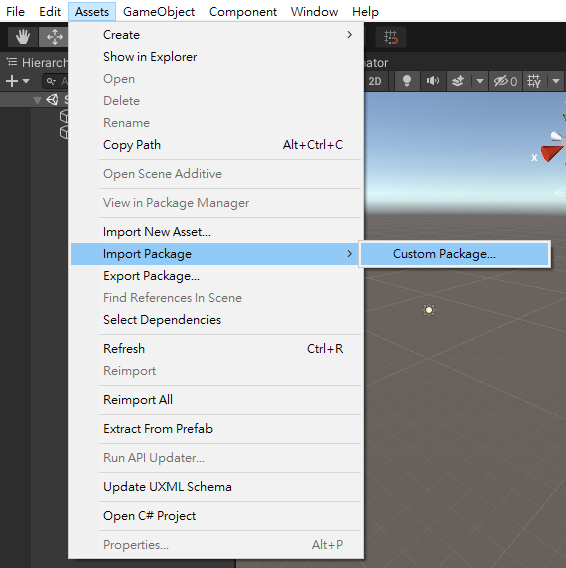 File Edit Assets GameObject Component Window Help
Hierarch
ator
2D
0
x
Create
Show in Explorer
Open
Delete
Rename
Copy Path Alt+Ctrl+C
Open Scene Additive
View in Package Manager
Import New Asset...
Import Package Custom Package...
Export Package...
Find References In Scene
Select Dependencies
Refresh Ctrl+R
Reimport
Reimport All
Extract From Prefab
Run API Updater...
Update UXML Schema
Open C# Project
Properties... Alt+P